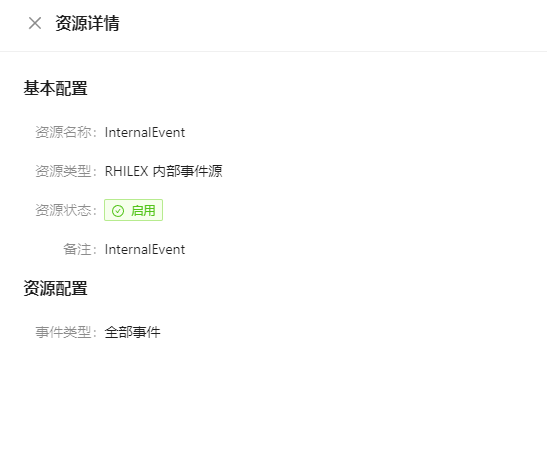 资源详情
基本配置
资源名称： InternalEvent
资源类型： RHILEX 内部事件源
资源状态： 启用
备注： InternalEvent
资源配置
事件类型： 全部事件